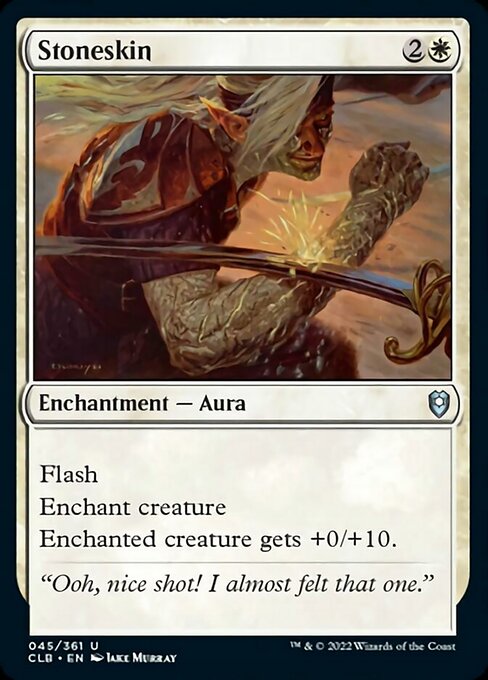 Stoneskin 2
Enchantment — Aura
Flash
Enchant creature
Enchanted creature gets +0/+10.
“Ooh, nice shot! I almost felt that one.”
045/361 U
CLB • EN Jake Murray
™ & © 2022 Wizards of the Coast